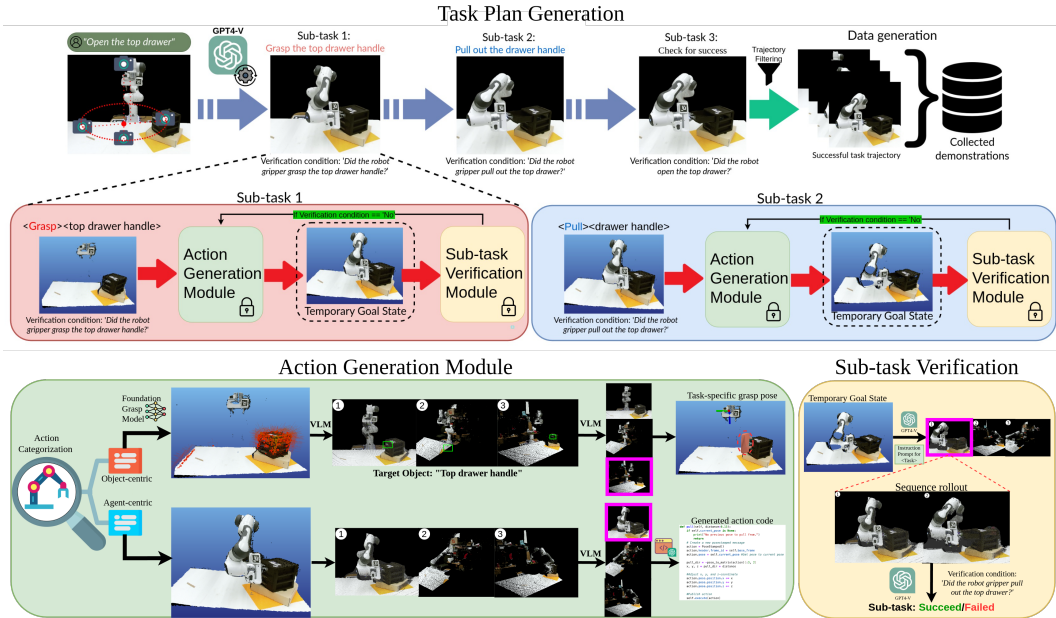 Task Plan Generation
"Open the top drawer"
GPT4-V
Sub-task 1:
Grasp the top drawer handle
Sub-task 2:
Pull out the drawer handle
Sub-task 3:
Check for success
Trajectory
Filtering
Data generation
Verification condition: 'Did the robot
gripper grasp the top drawer handle?'
Verification condition: 'Did the robot
gripper pull out the top drawer?'
Verification condition: 'Did the robot
open the top drawer?'
Successful task trajectory
Collected
demonstrations
Sub-task 1
If Verification condition == 'No
<Grasp><top drawer handle>
Action
Generation
Module
Temporary Goal State
Sub-task
Verification
Module
Verification condition: 'Did the robot
gripper grasp the top drawer handle?'
Sub-task 2
If Verification condition == 'No
<Pull><drawer handle>
Action
Generation
Module
Temporary Goal State
Sub-task
Verification
Module
Verification condition: 'Did the robot
gripper pull out the top drawer?'
Action Generation Module
Foundation
Grasp
Model
Action
Categorization
Object-centric
Agent-centric
VLM
1
2
3
Target Object: "Top drawer handle"
VLM
Task-specific grasp pose
1
2
3
VLM
Generated action code
Sub-task Verification
Temporary Goal State
GPT4-V
Instruction
Prompt for
<Task>
Sequence rollout
1
2
GPT4-V
Verification condition:
'Did the robot gripper pull
out the top drawer?'
Sub-task: Succeed/Failed